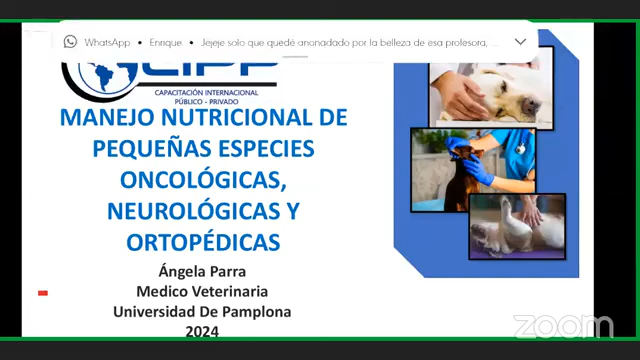 WhatsApp • Enrique • Jejeje solo que quedé anonadado por la belleza de esa profesora, ...
CIPP
CAPACITACIÓN INTERNACIONAL
PÚBLICO - PRIVADO
MANEJO NUTRICIONAL DE
PEQUEÑAS ESPECIES
ONCOLÓGICAS,
NEUROLÓGICAS Y
ORTOPÉDICAS
Ángela Parra
Medico Veterinaria
Universidad De Pamplona
2024
zoom